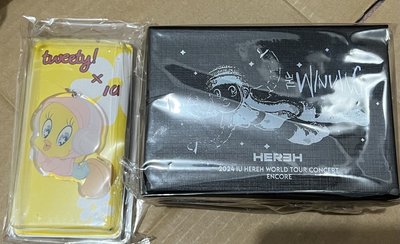 tweety!
x IU
THE WINNING
HEREH
2024 IU HEREH WORLD TOUR CONCERT
ENCORE